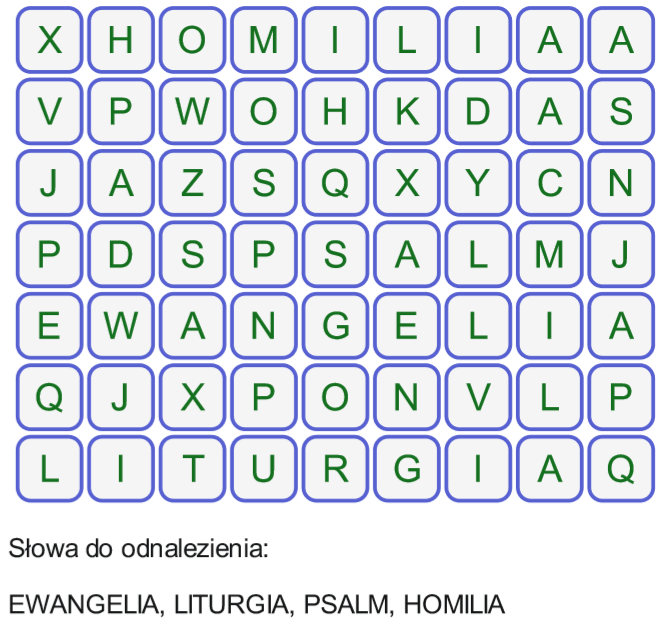 X H O M I L I A A
V P W O H K D A S
J A Z S Q X Y C N
P D S P S A L M J
E W A N G E L I A
Q J X P O N V L P
L I T U R G I A Q
Słowa do odnalezienia:
EWANGELIA, LITURGIA, PSALM, HOMILIA